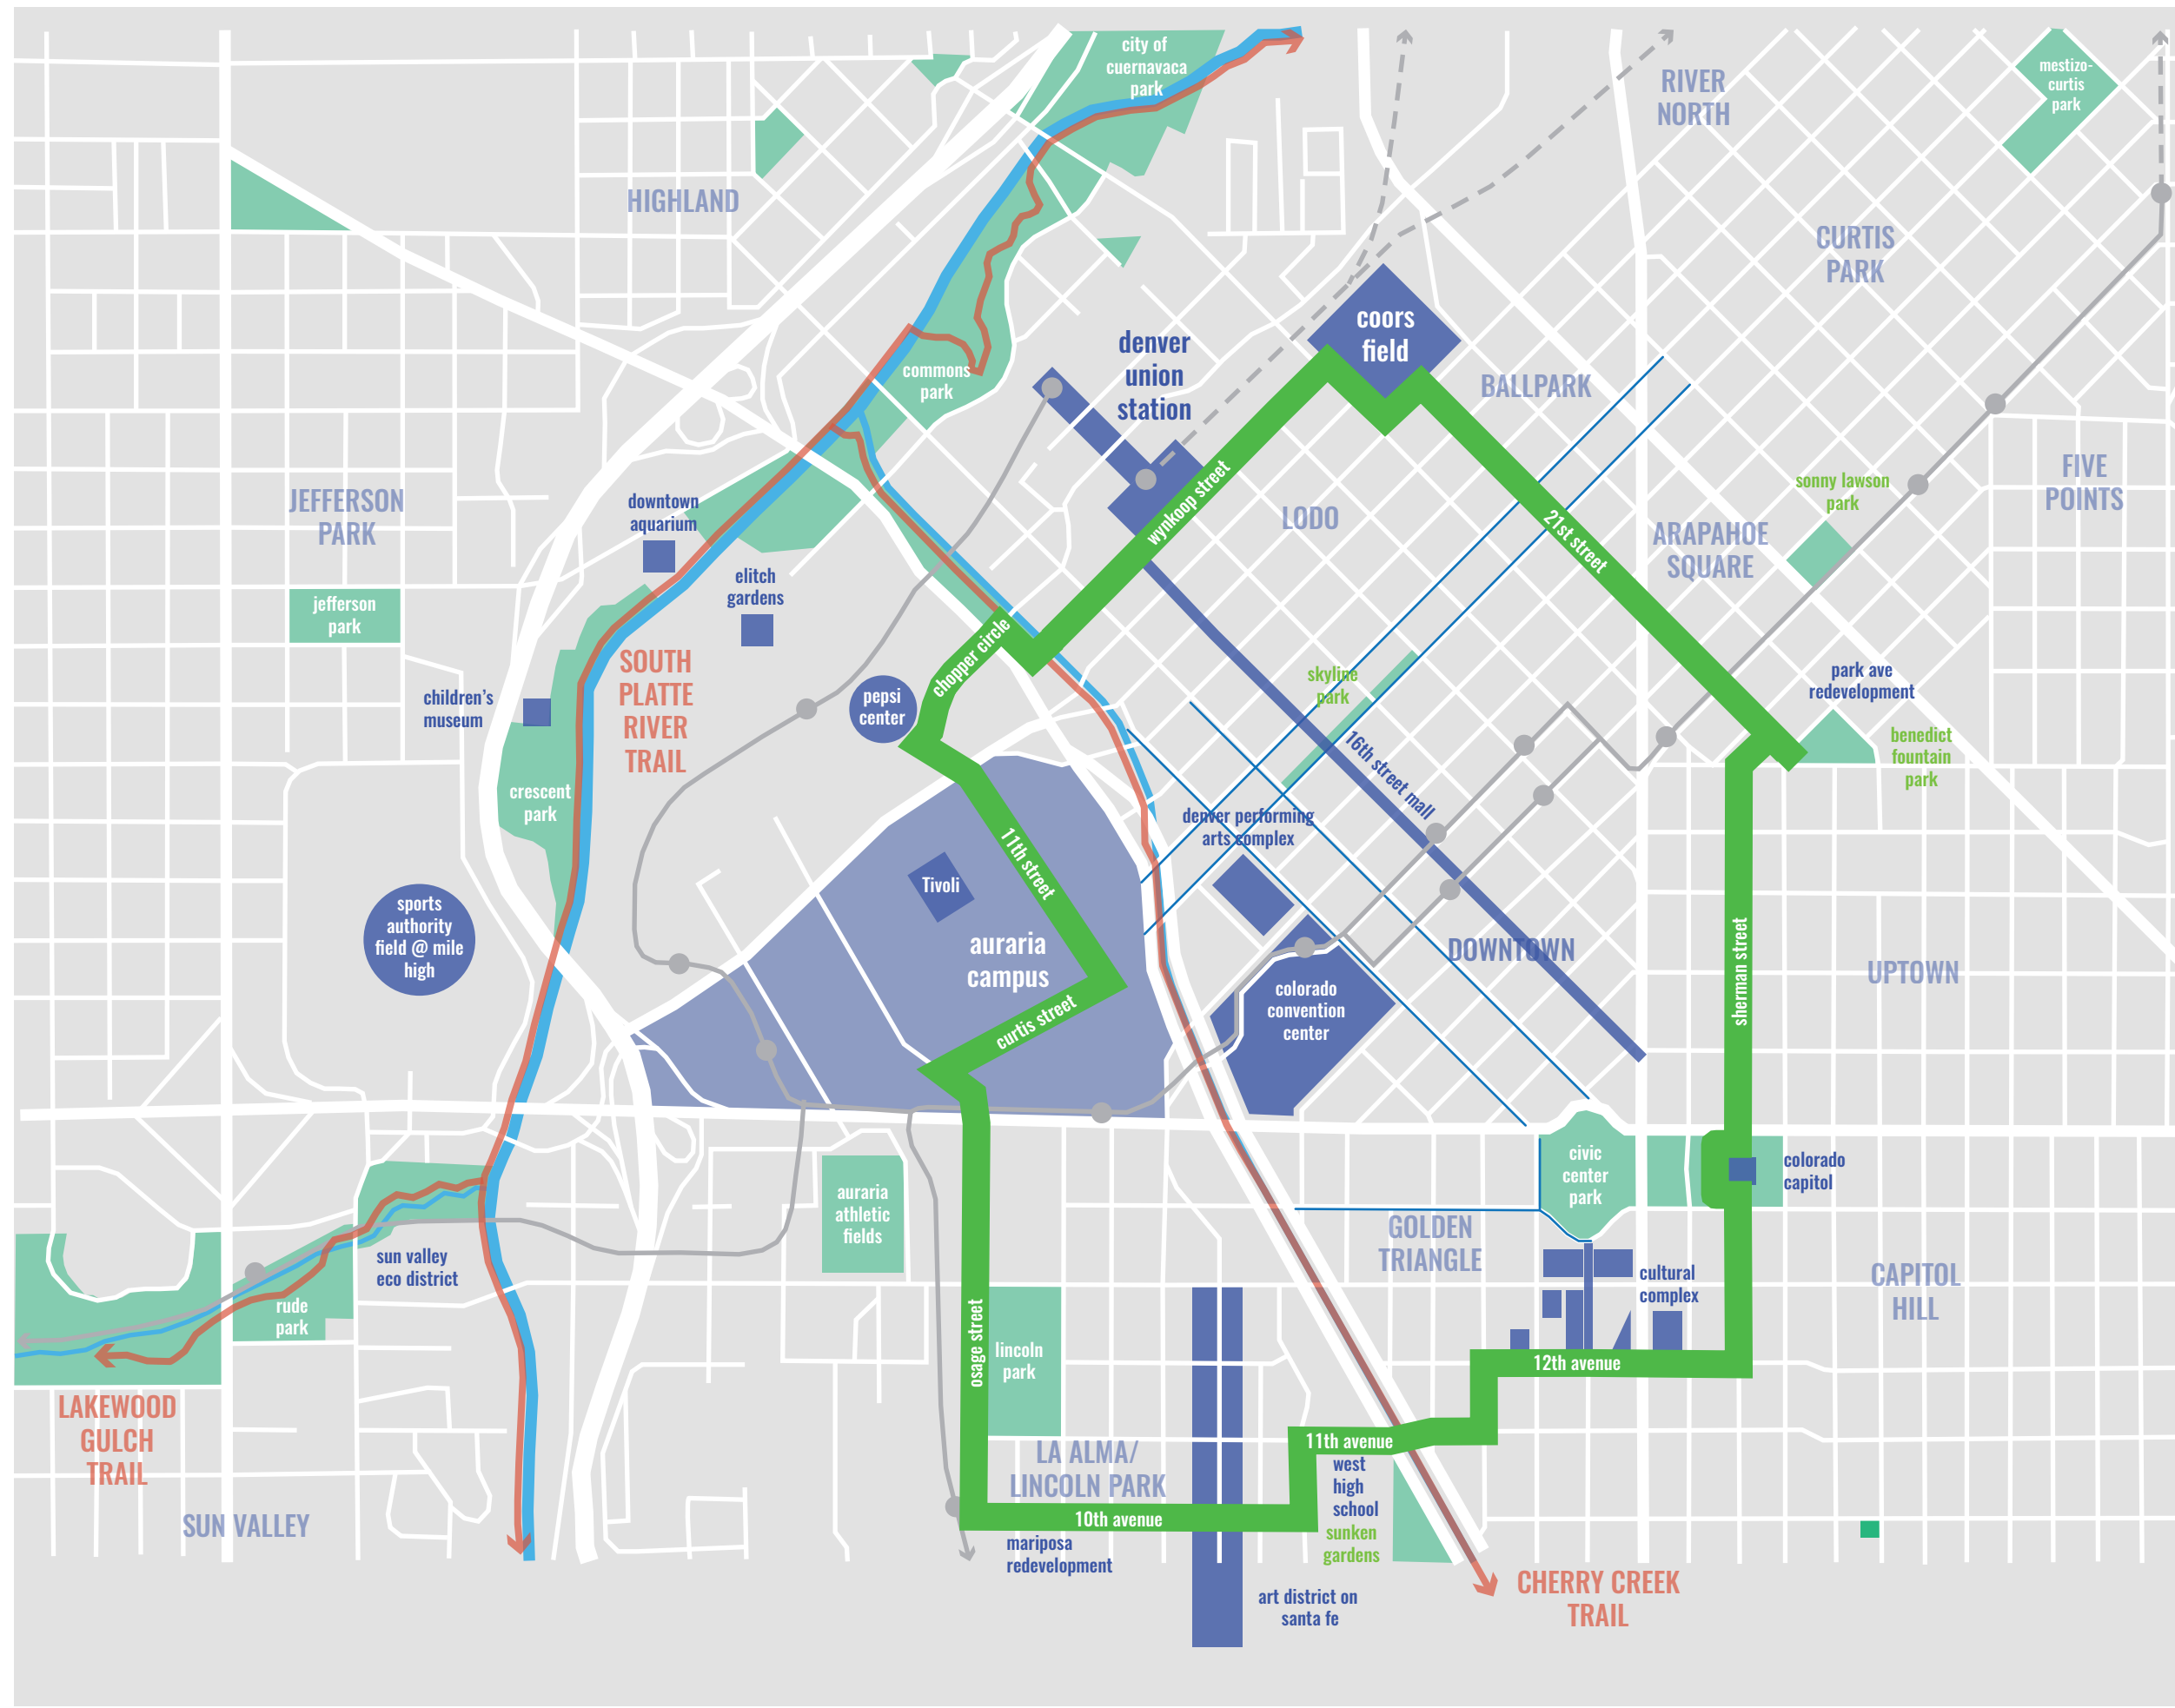 city of
cuernavaca
park
RIVER
NORTH
mestizo-
curtis
park
HIGHLAND
CURTIS
PARK
coors
field
denver
union
station
commons
park
BALLPARK
FIVE
POINTS
sonny lawson
park
JEFFERSON
PARK
downtown
aquarium
wynkoop street
LODO
21st street
ARAPAHOE
SQUARE
elitch
gardens
jefferson
park
chopper circle
SOUTH
PLATTE
RIVER
TRAIL
children's
museum
pepsi
center
skyline
park
park ave
redevelopment
benedict
fountain
park
16th street mall
crescent
park
denver performing
arts complex
11th street
Tivoli
sports
authority
field @ mile
high
auraria
campus
DOWNTOWN
sherman street
UPTOWN
colorado
convention
center
curtis street
civic
center
park
colorado
capitol
auraria
athletic
fields
GOLDEN
TRIANGLE
sun valley
eco district
cultural
complex
CAPITOL
HILL
rude
park
osage street
lincoln
park
12th avenue
LAKEWOOD
GULCH
TRAIL
11th avenue
LA ALMA/
LINCOLN PARK
west
high
school
sunken
gardens
SUN VALLEY
10th avenue
mariposa
redevelopment
art district on
santa fe
CHERRY CREEK
TRAIL